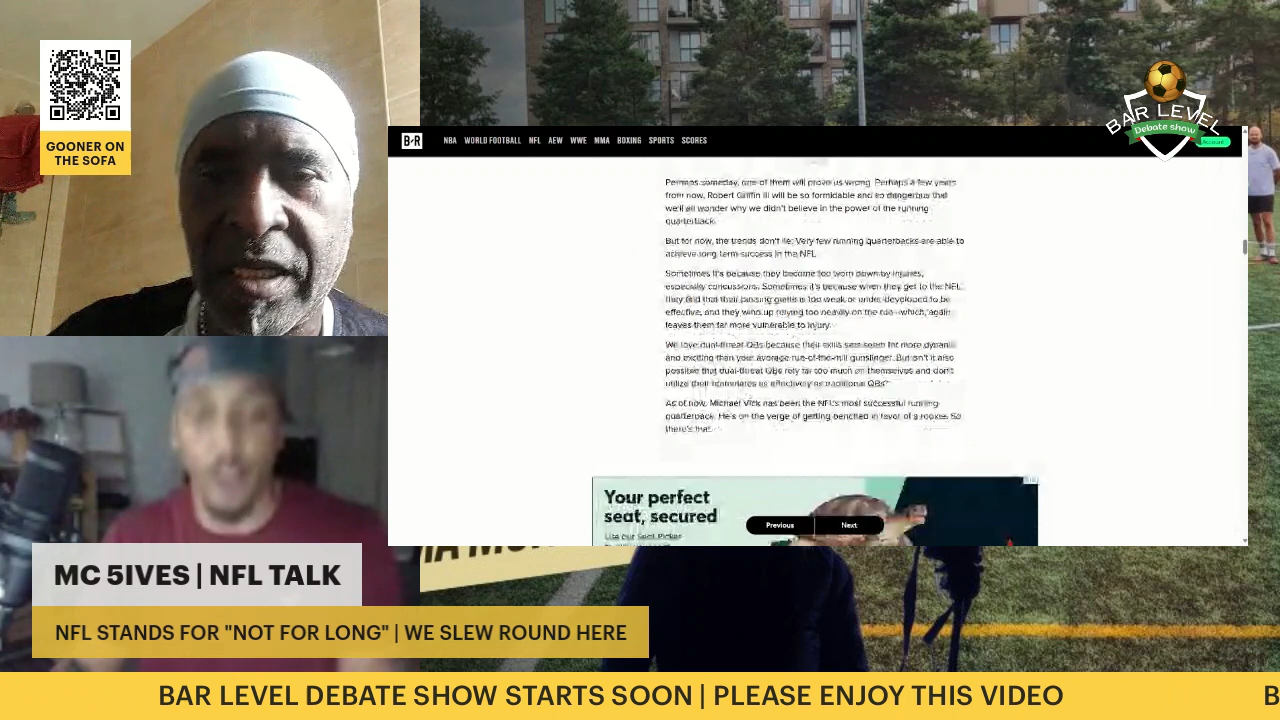 GOONER ON
THE SOFA
BAR LEVEL
Debate show
B/R
NBA WORLD FOOTBALL NFL AEW WWE MMA BOXING SPORTS SCORES
Account
Perhaps someday, one of them will prove us wrong. Perhaps a few years
from now, Robert Griffin III will be so formidable and so dangerous that
we'll all wonder why we didn't believe in the power of the running
quarterback.
But for now, the trends don't lie: Very few running quarterbacks are able to
achieve long-term success in the NFL.
Sometimes it's because they become too worn down by injuries,
especially concussions. Sometimes it's because when they get to the NFL,
they find that their passing game is too weak or under-developed to be
effective, and they wind up relying too heavily on the run—which, again,
leaves them far more vulnerable to injury.
We love dual-threat QBs because their skills sets seem far more dynamic
and exciting than your average run-of-the-mill gunslinger. But isn't it also
possible that dual-threat QBs rely far too much on themselves and don't
utilize their teammates as effectively as traditional QBs?
As of now, Michael Vick has been the NFL's most successful running
quarterback. He's on the verge of getting benched in favor of a rookie. So
there's that.
Your perfect
seat, secured
Use our Seat Picker
Previous Next
MC 5IVES | NFL TALK
NFL STANDS FOR "NOT FOR LONG" | WE SLEW ROUND HERE
BAR LEVEL DEBATE SHOW STARTS SOON | PLEASE ENJOY THIS VIDEO
B